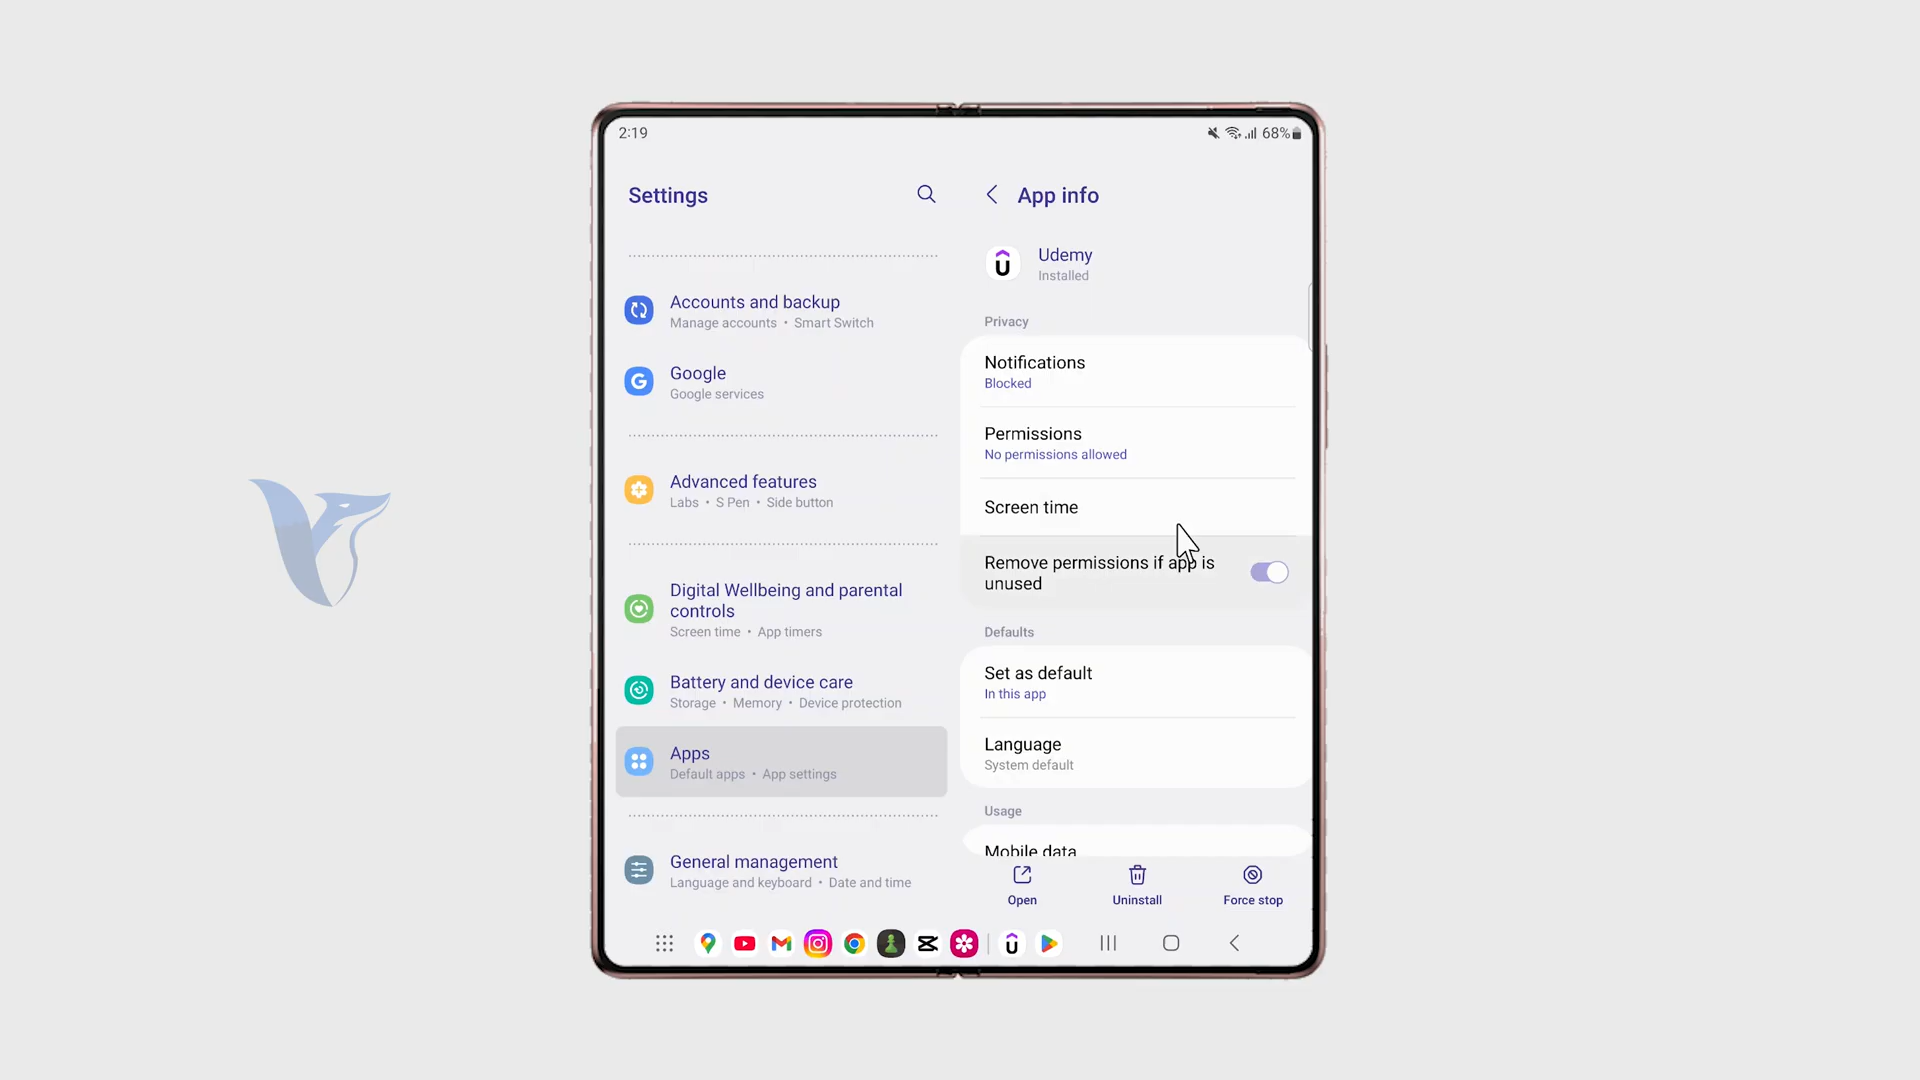 2:19
68%
Settings
Accounts and backup
Manage accounts • Smart Switch
Google
Google services
Advanced features
Labs • S Pen • Side button
Digital Wellbeing and parental
controls
Screen time • App timers
Battery and device care
Storage • Memory • Device protection
Apps
Default apps • App settings
General management
Language and keyboard • Date and time
App info
Udemy
Installed
Privacy
Notifications
Blocked
Permissions
No permissions allowed
Screen time
Remove permissions if app is
unused
Defaults
Set as default
In this app
Language
System default
Usage
Mobile data
Open
Uninstall
Force stop